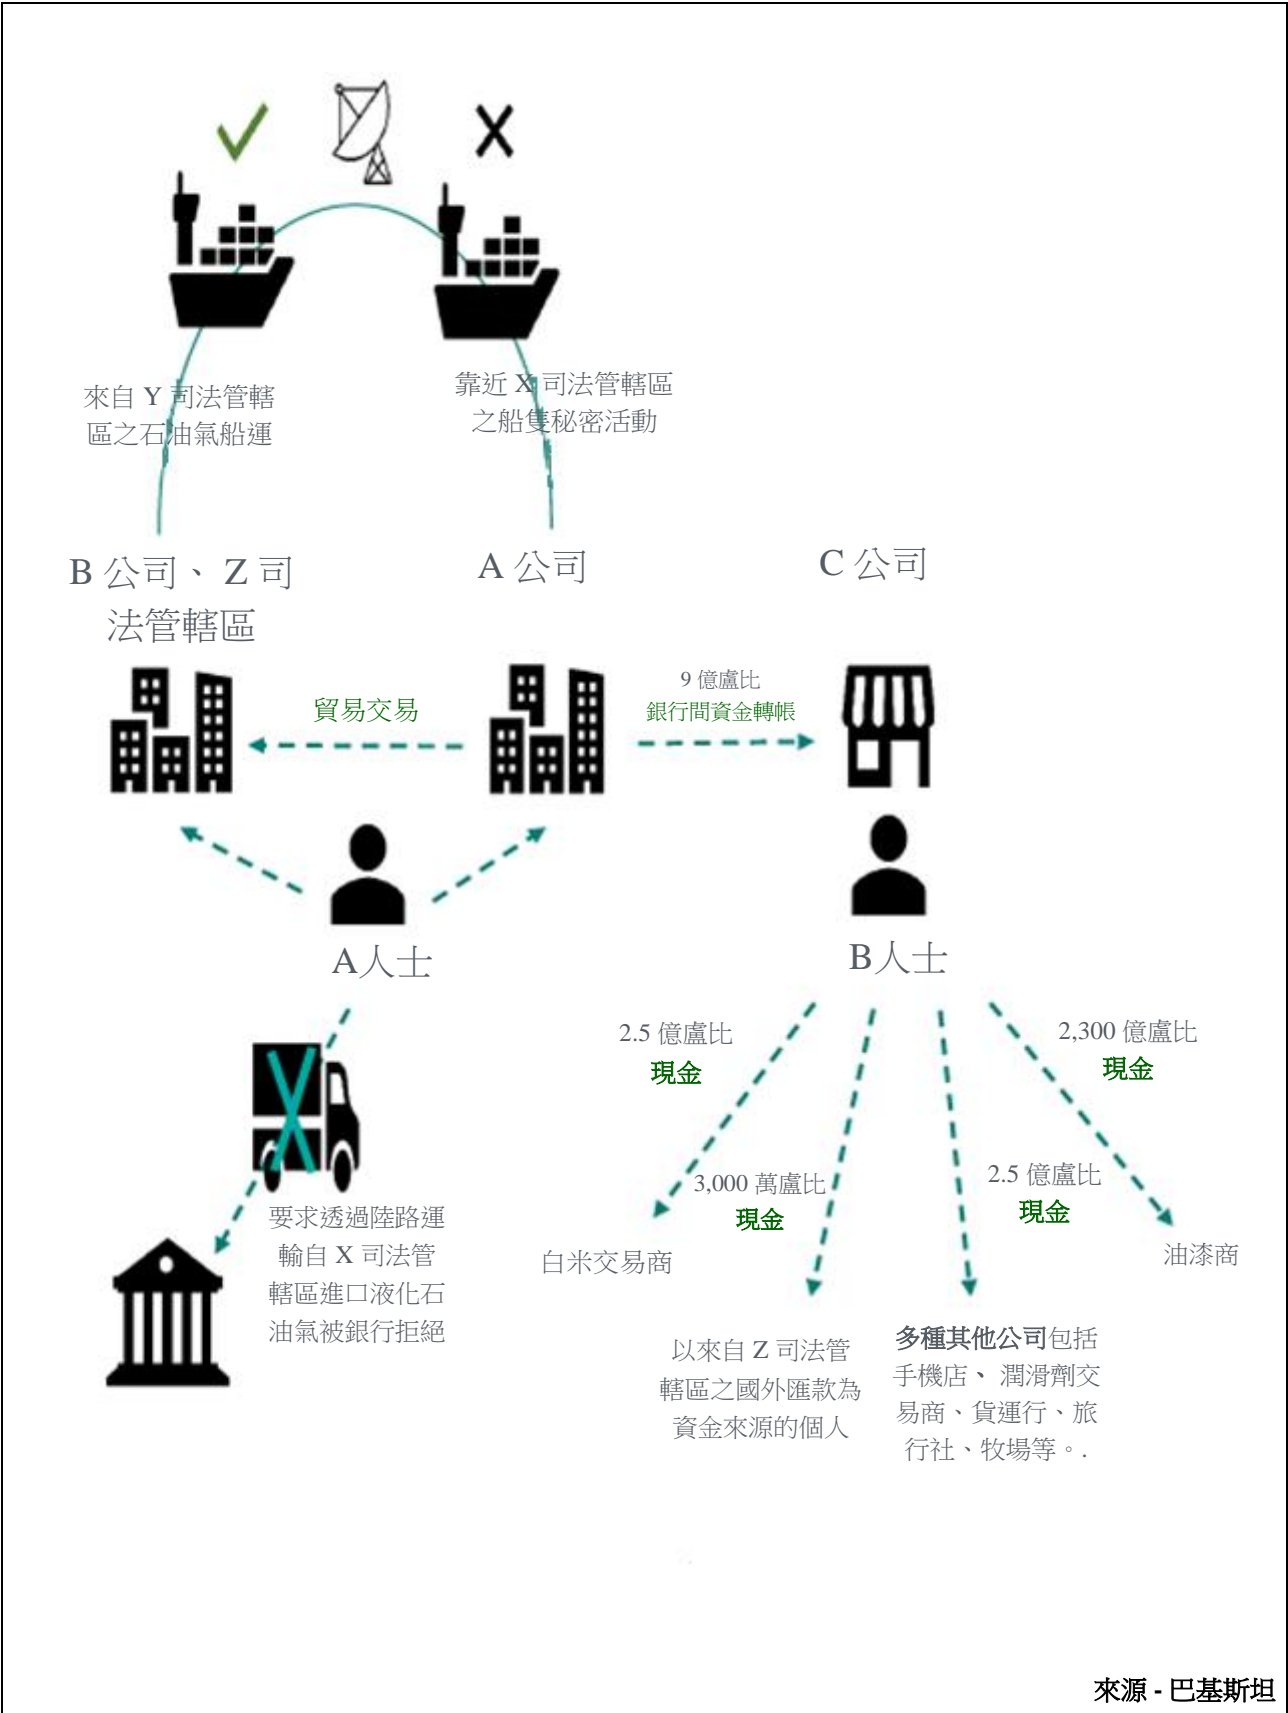 來自 Y 司法管轄
區之石油氣船運
靠近 X 司法管轄區
之船隻秘密活動
B 公司、 Z 司
法管轄區
A 公司
C 公司
貿易交易
9 億盧比
銀行間資金轉帳
A人士
B人士
2.5 億盧比
現金
2,300 億盧比
現金
3,000 萬盧比
現金
2.5 億盧比
現金
要求透過陸路運
輸自 X 司法管
轄區進口液化石
油氣被銀行拒絕
白米交易商
油漆商
以來自 Z 司法管
轄區之國外匯款為
資金來源的個人
多種其他公司包括
手機店、 潤滑劑交
易商、貨運行、旅
行社、牧場等。.
來源 - 巴基斯坦